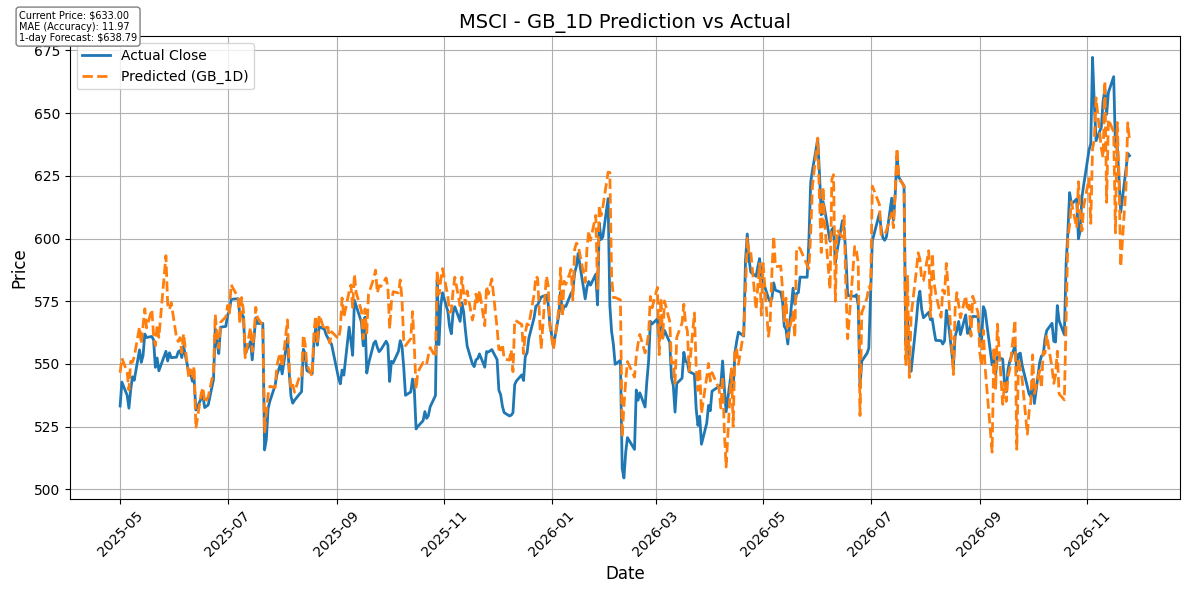 MSCI - GB_1D Prediction vs Actual
Current Price: $633.00
MAE (Accuracy): 11.97
1-day Forecast: $638.79
Actual Close
Predicted (GB_1D)
Price
675
650
625
600
575
550
525
500
2025-05
2025-07
2025-09
2025-11
2026-01
2026-03
2026-05
2026-07
2026-09
2026-11
Date